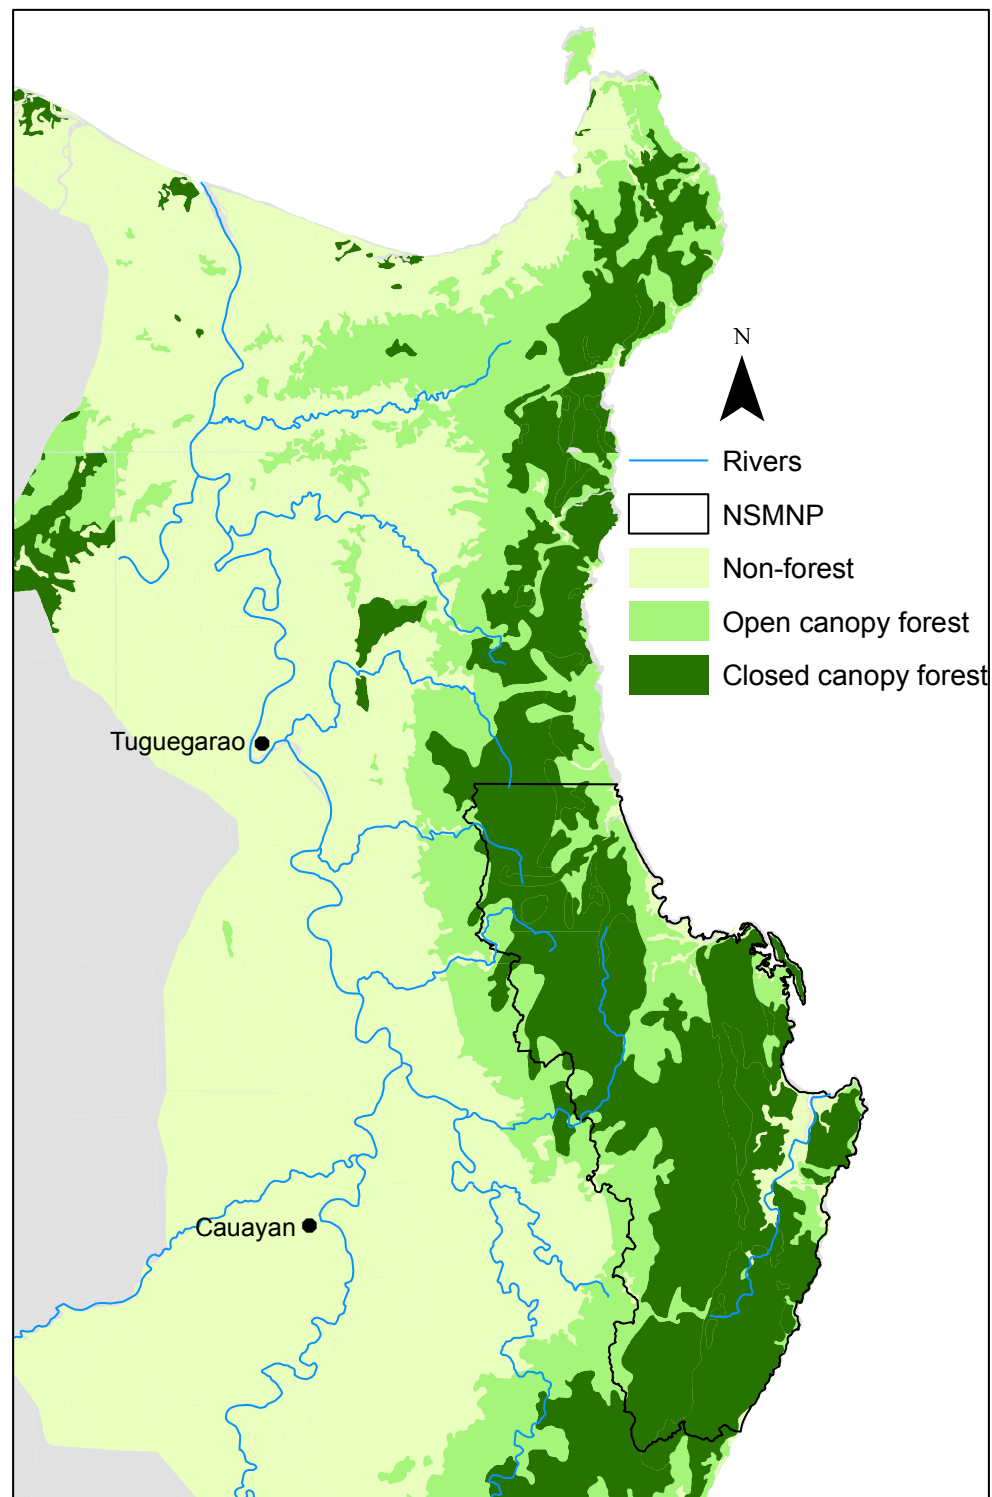 N
Rivers
NSMNP
Non-forest
Open canopy forest
Closed canopy forest
Tuguegarao
Cauayan